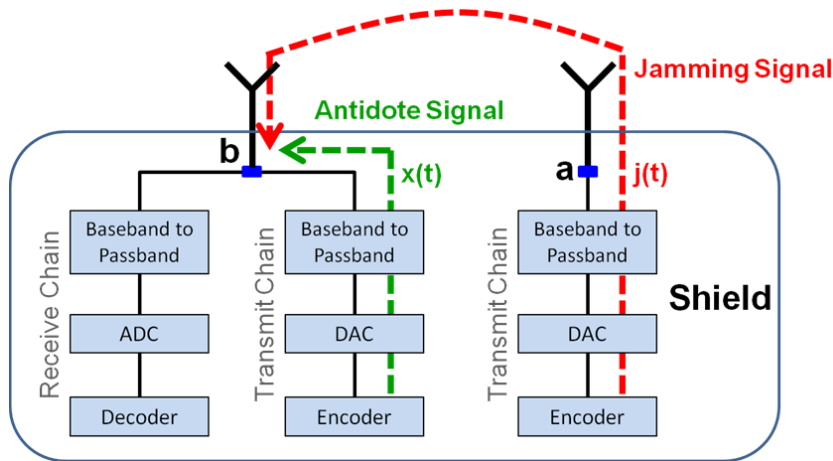 Jamming Signal
Antidote Signal
b
x(t)
a
j(t)
Receive Chain
Baseband to
Passband
ADC
Decoder
Transmit Chain
Baseband to
Passband
DAC
Encoder
Transmit Chain
Baseband to
Passband
DAC
Encoder
Shield